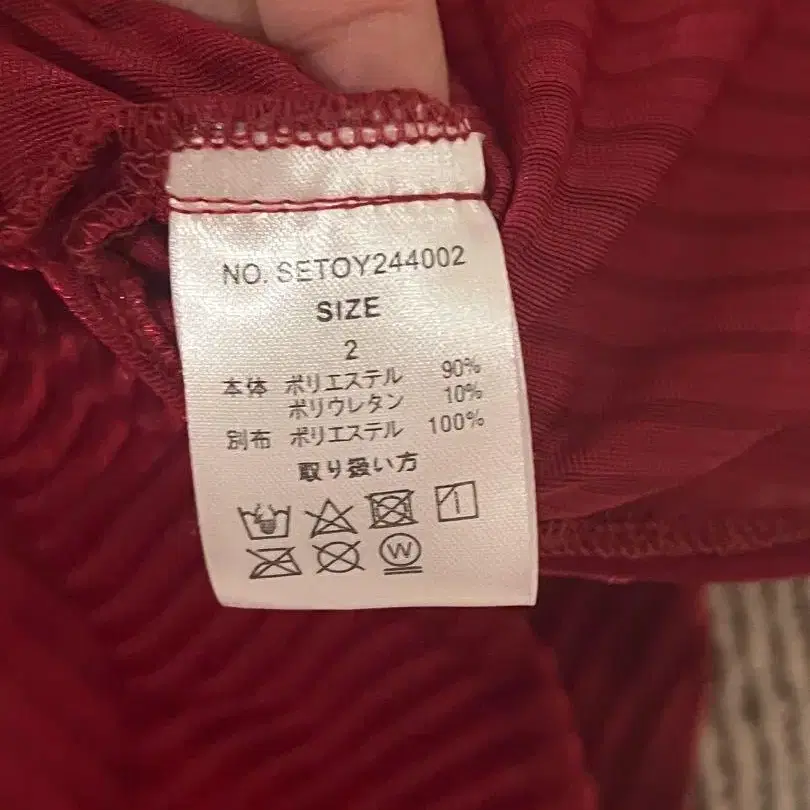 NO. SETOY244002
SIZE
2
本体 ポリエステル 90%
ポリウレタン 10%
別布 ポリエステル 100%
取り扱い方
W